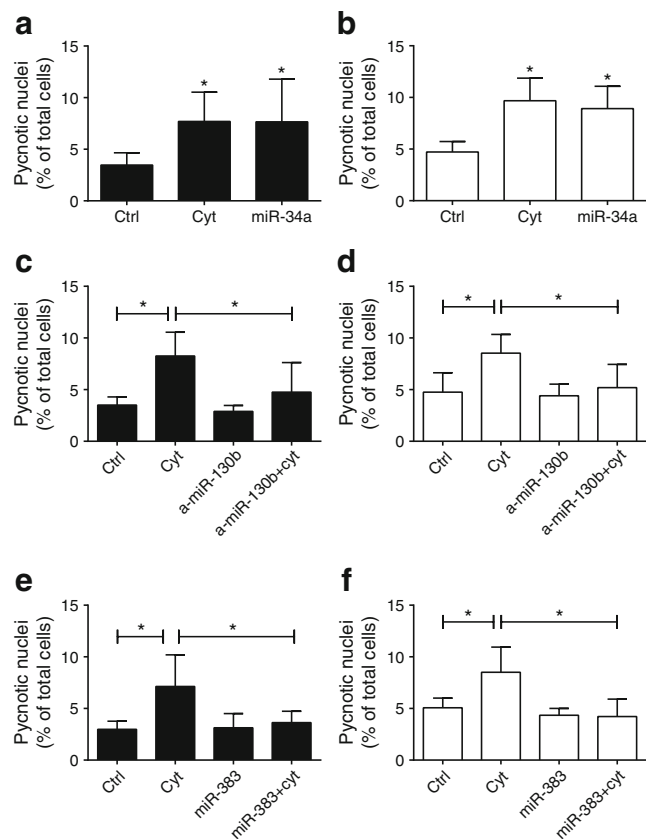 a
Pycnotic nuclei
(% of total cells)
15
10
5
0
* *
Ctrl Cyt miR-34a
b
Pycnotic nuclei
(% of total cells)
15
10
5
0
* *
Ctrl Cyt miR-34a
c
Pycnotic nuclei
(% of total cells)
15
10
5
0
* *
Ctrl Cyt a-miR-130b a-miR-130b+cyt
d
Pycnotic nuclei
(% of total cells)
15
10
5
0
* *
Ctrl Cyt a-miR-130b a-miR-130b+cyt
e
Pycnotic nuclei
(% of total cells)
15
10
5
0
* *
Ctrl Cyt miR-383 miR-383+cyt
f
Pycnotic nuclei
(% of total cells)
15
10
5
0
* *
Ctrl Cyt miR-383 miR-383+cyt